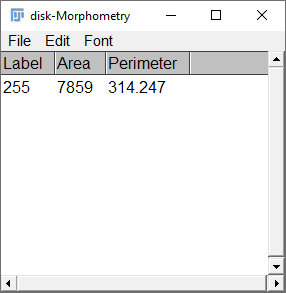 disk-Morphometry
File Edit Font
Label Area Perimeter
255 7859 314.247